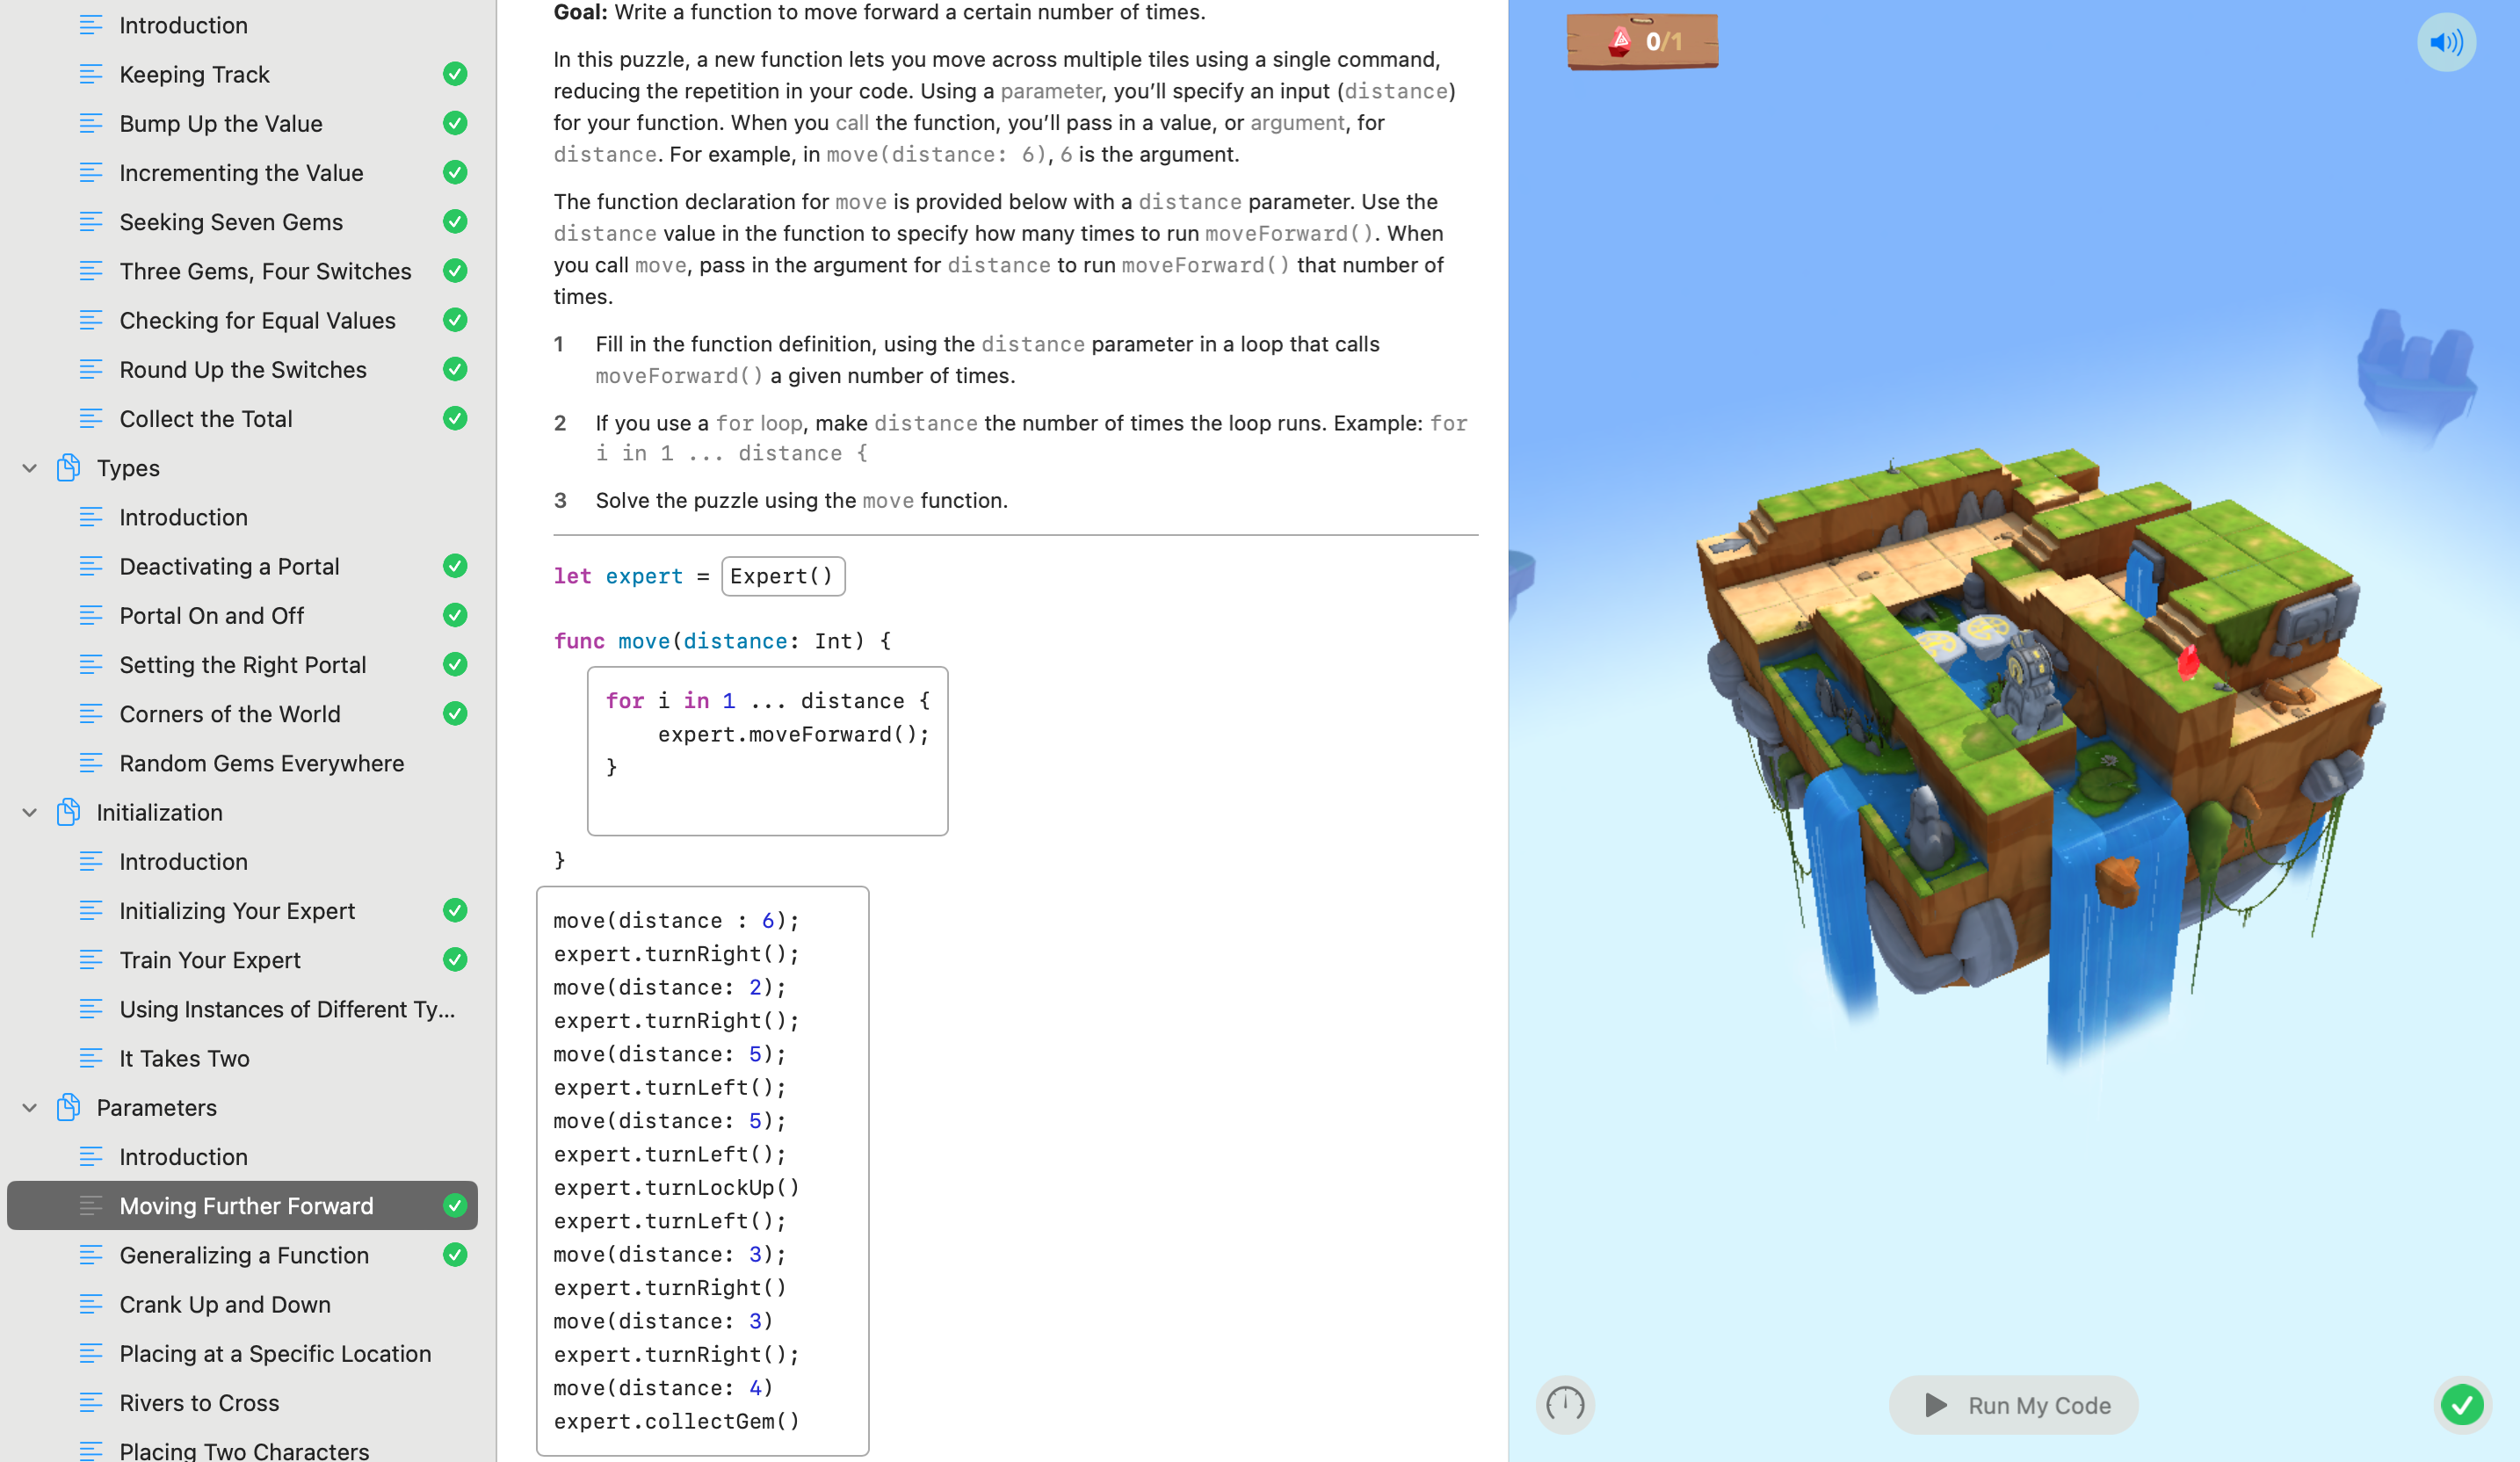 Introduction
Keeping Track
Bump Up the Value
Incrementing the Value
Seeking Seven Gems
Three Gems, Four Switches
Checking for Equal Values
Round Up the Switches
Collect the Total
Types
Introduction
Deactivating a Portal
Portal On and Off
Setting the Right Portal
Corners of the World
Random Gems Everywhere
Initialization
Introduction
Initializing Your Expert
Train Your Expert
Using Instances of Different Ty...
It Takes Two
Parameters
Introduction
Moving Further Forward
Generalizing a Function
Crank Up and Down
Placing at a Specific Location
Rivers to Cross
Placing Two Characters
Goal: Write a function to move forward a certain number of times.
In this puzzle, a new function lets you move across multiple tiles using a single command,
reducing the repetition in your code. Using a parameter, you’ll specify an input (distance)
for your function. When you call the function, you’ll pass in a value, or argument, for
distance. For example, in move(distance: 6), 6 is the argument.
The function declaration for move is provided below with a distance parameter. Use the
distance value in the function to specify how many times to run moveForward(). When
you call move, pass in the argument for distance to run moveForward() that number of
times.
1 Fill in the function definition, using the distance parameter in a loop that calls
moveForward() a given number of times.
2 If you use a for loop, make distance the number of times the loop runs. Example: for
i in 1 ... distance {
3 Solve the puzzle using the move function.
let expert = Expert()
func move(distance: Int) {
for i in 1 ... distance {
expert.moveForward();
}
}
move(distance : 6);
expert.turnRight();
move(distance: 2);
expert.turnRight();
move(distance: 5);
expert.turnLeft();
move(distance: 5);
expert.turnLeft();
expert.turnLockUp()
expert.turnLeft();
move(distance: 3);
expert.turnRight()
move(distance: 3)
expert.turnRight();
move(distance: 4)
expert.collectGem()
0/1
Run My Code